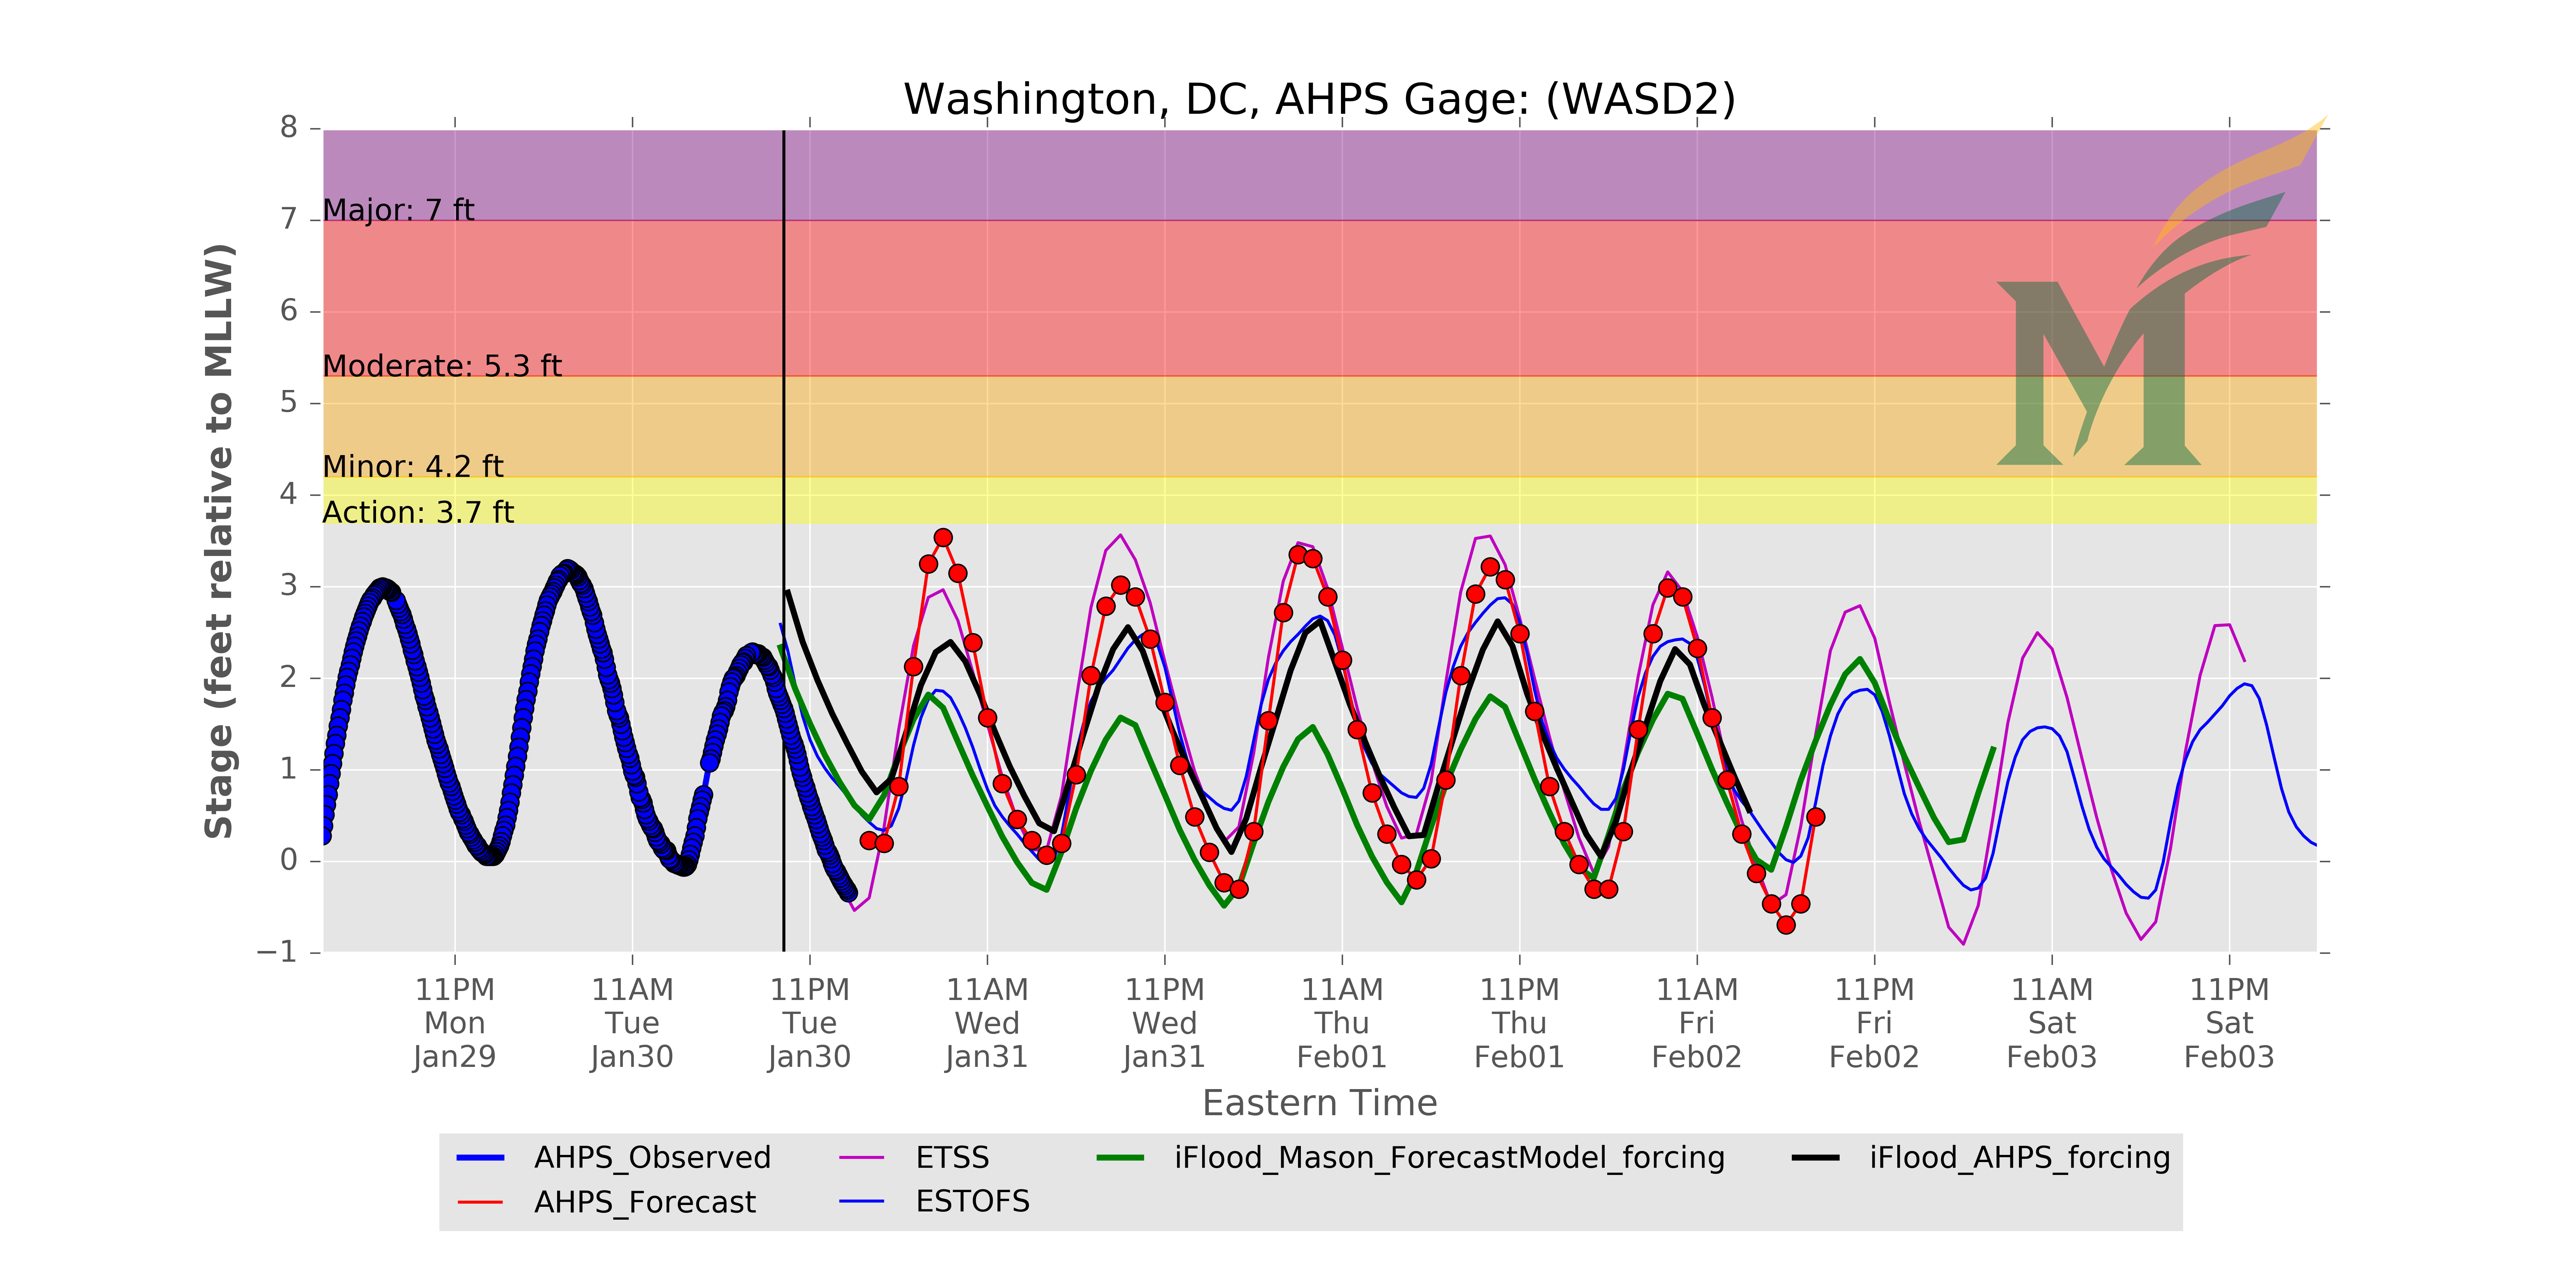 Washington, DC, AHPS Gage: (WASD2)
Stage (feet relative to MLLW)
8
7
6
5
4
3
2
1
0
−1
Major: 7 ft
Moderate: 5.3 ft
Minor: 4.2 ft
Action: 3.7 ft
M
11PM 11AM 11PM 11AM 11PM 11AM 11PM 11AM 11PM 11AM 11PM
Mon Tue Tue Wed Wed Thu Thu Fri Fri Sat Sat
Jan29 Jan30 Jan30 Jan31 Jan31 Feb01 Feb01 Feb02 Feb02 Feb03 Feb03
Eastern Time
AHPS_Observed ETSS iFlood_Mason_ForecastModel_forcing iFlood_AHPS_forcing
AHPS_Forecast ESTOFS